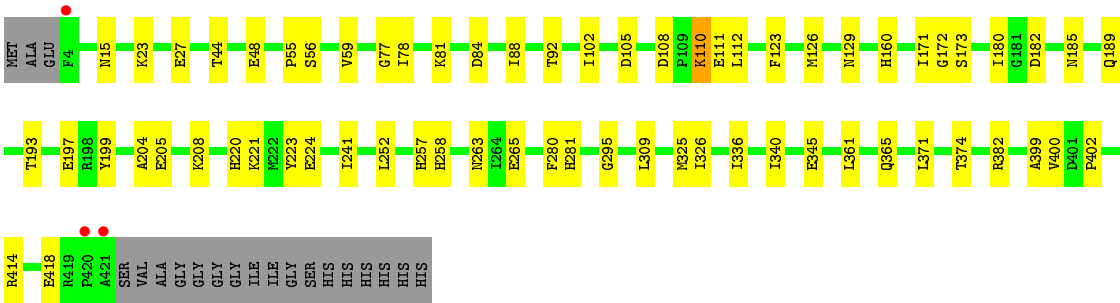 MET ALA GLU F4 N15 K23 E27 T44 E48 P55 S56 V59 G77 I78 K81 D84 I88 T92 I102 D105 D108 P109 K110 E111 L112 F123 M126 N129 H160 I171 G172 S173 I180 G181 D182 N185 Q189
T193 E197 R198 Y199 A204 E205 K208 H220 K221 M222 Y223 E224 I241 L252 H257 H258 N263 I264 E265 F280 H281 G295 L309 M325 I326 I336 I340 E345 L361 Q365 L371 T374 R382 A399 V400 D401 P402
R414 E418 R419 P420 A421 SER VAL ALA GLY GLY GLY GLY ILE ILE GLY SER HIS HIS HIS HIS HIS HIS